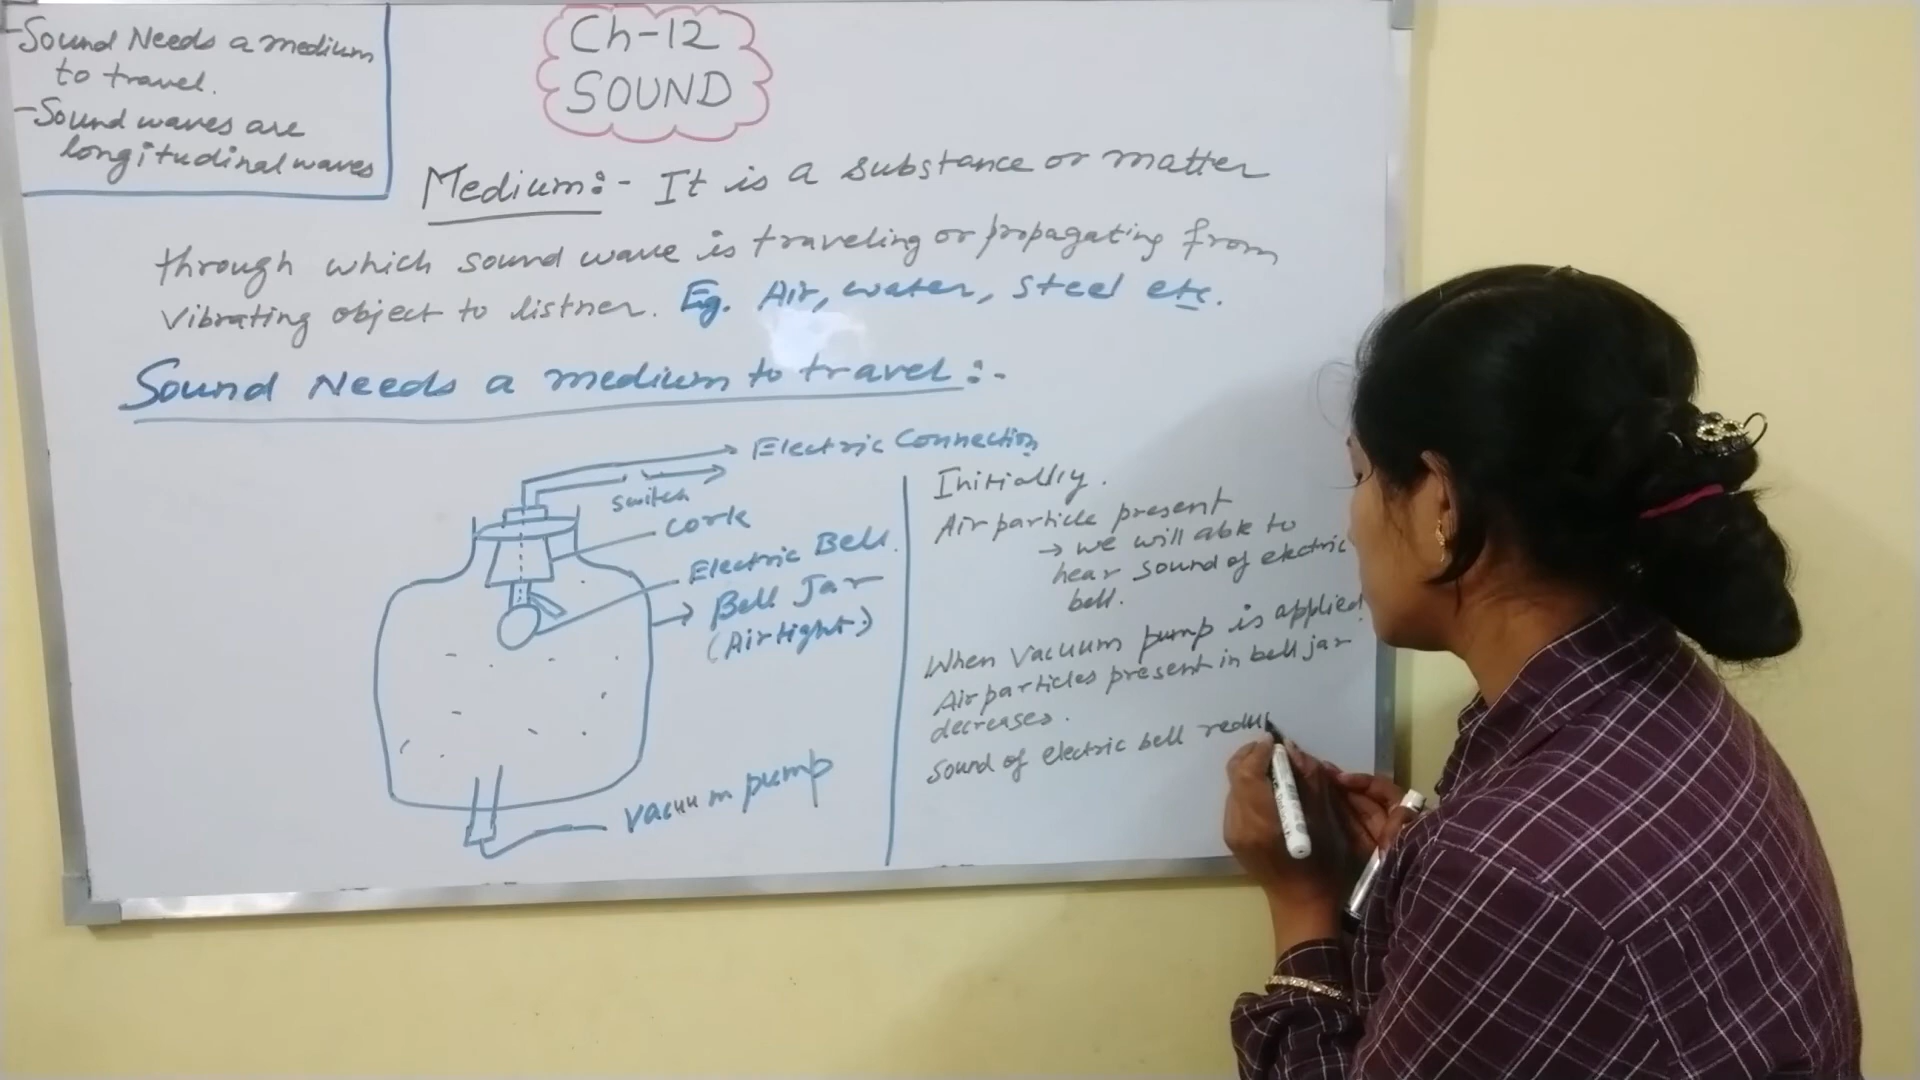 -Sound Needs a medium
to travel.
-Sound waves are
longitudinal waves
Ch-12
SOUND
Medium:- It is a substance or matter
through which sound wave is traveling or propagating from
vibrating object to listner. Eg. Air, water, steel etc.
Sound Needs a medium to travel:-
Electric Connection
switch
cork
Electric Bell.
Bell Jar
(Airtight)
vacuum pump
Initially.
Air particle present
→ we will able to
hear sound of electric
bell.
When vacuum pump is applied.
Air particles present in bell jar
decreases.
Sound of electric bell redu